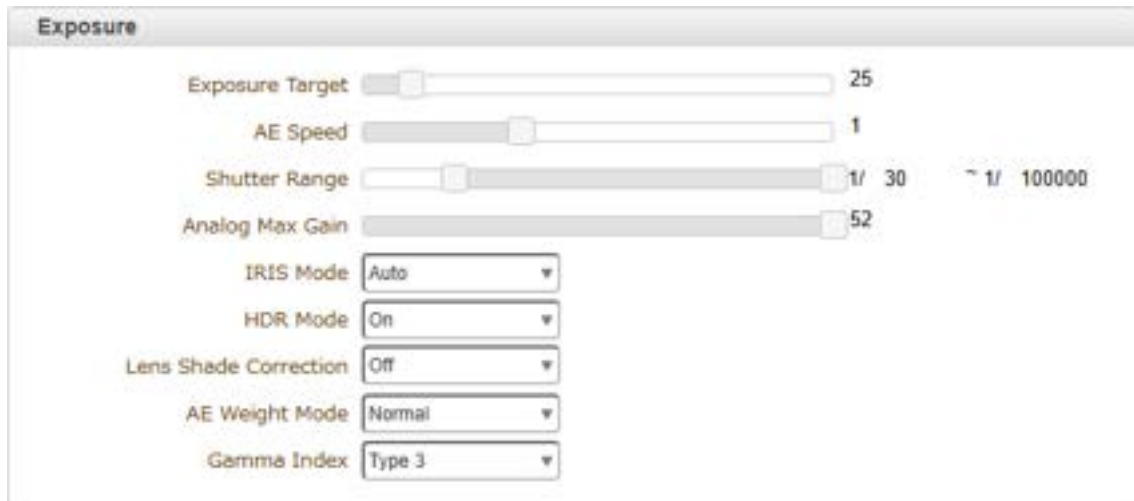 Exposure
Exposure Target 25
AE Speed 1
Shutter Range 1/ 30 ~ 1/ 100000
Analog Max Gain 52
IRIS Mode Auto
HDR Mode On
Lens Shade Correction Off
AE Weight Mode Normal
Gamma Index Type 3